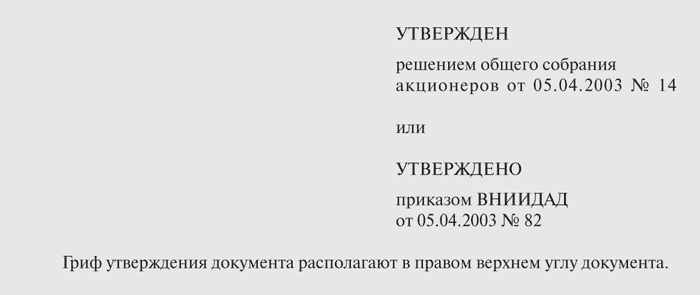 УТВЕРЖДЕН
решением общего собрания
акционеров от 05.04.2003 № 14
или
УТВЕРЖДЕНО
приказом ВНИИДАД
от 05.04.2003 № 82
Гриф утверждения документа располагают в правом верхнем углу документа.